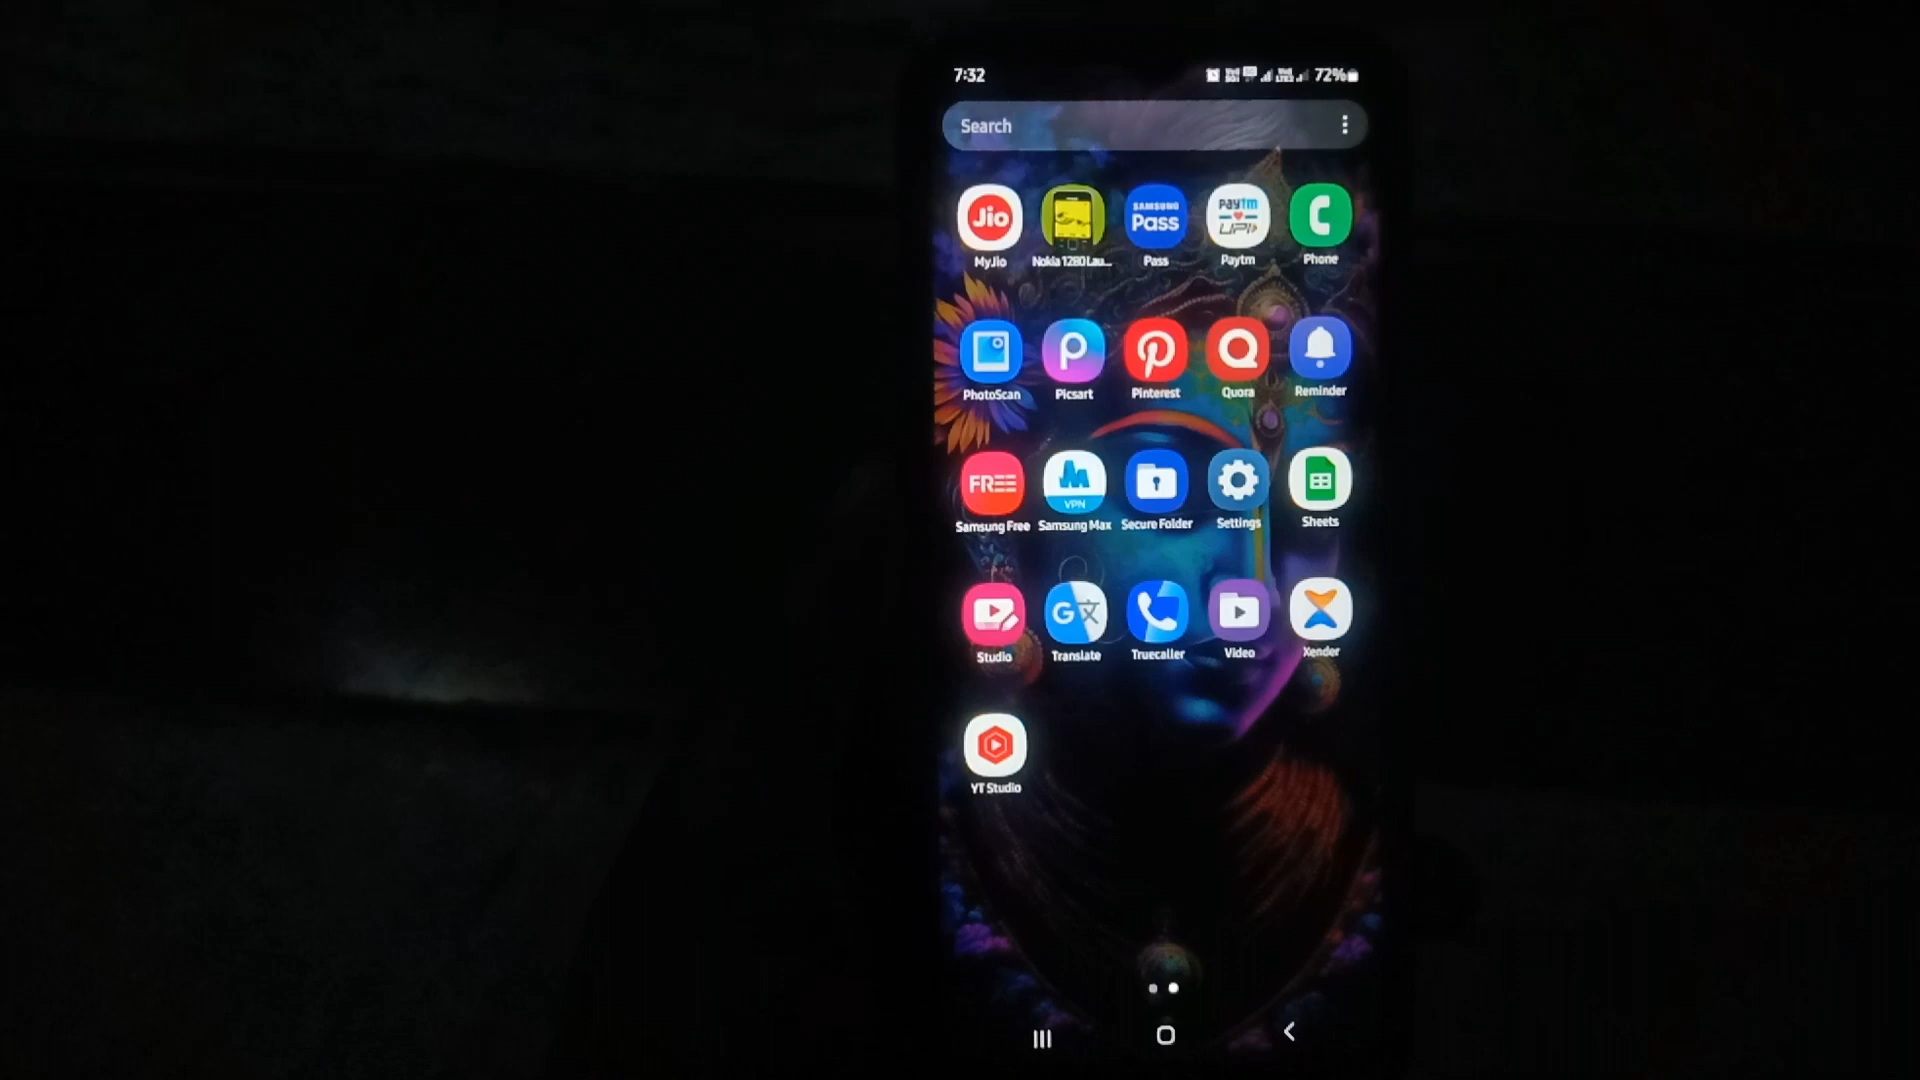 7:32
72%
Search
Jio
SAMSUNG
Pass
Paytm
UPI
MyJio
Nokia 1280 Lau...
Pass
Paytm
Phone
PhotoScan
Picsart
Pinterest
Quora
Reminder
FREE
VPN
Samsung Free
Samsung Max
Secure Folder
Settings
Sheets
G文
Studio
Translate
Truecaller
Video
Xender
YT Studio